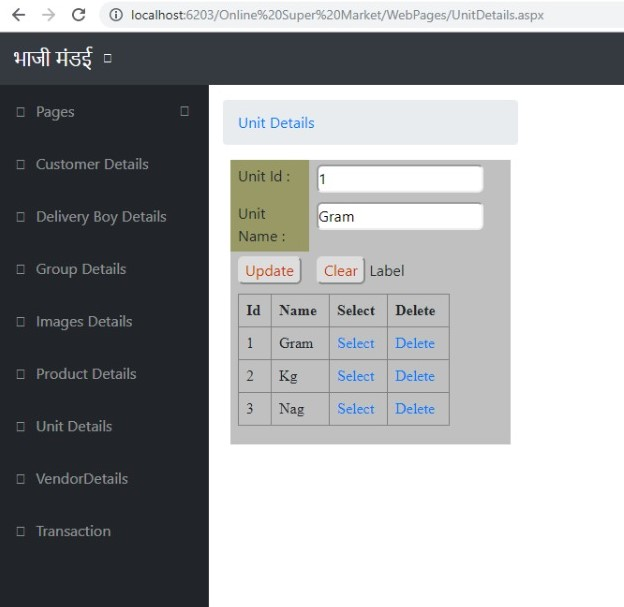 localhost:6203/Online%20Super%20Market/WebPages/UnitDetails.aspx
भाजी मंडई
Pages
Customer Details
Delivery Boy Details
Group Details
Images Details
Product Details
Unit Details
VendorDetails
Transaction
Unit Details
Unit Id : 1
Unit Name : Gram
Update Clear Label
Id Name Select Delete
1 Gram Select Delete
2 Kg Select Delete
3 Nag Select Delete